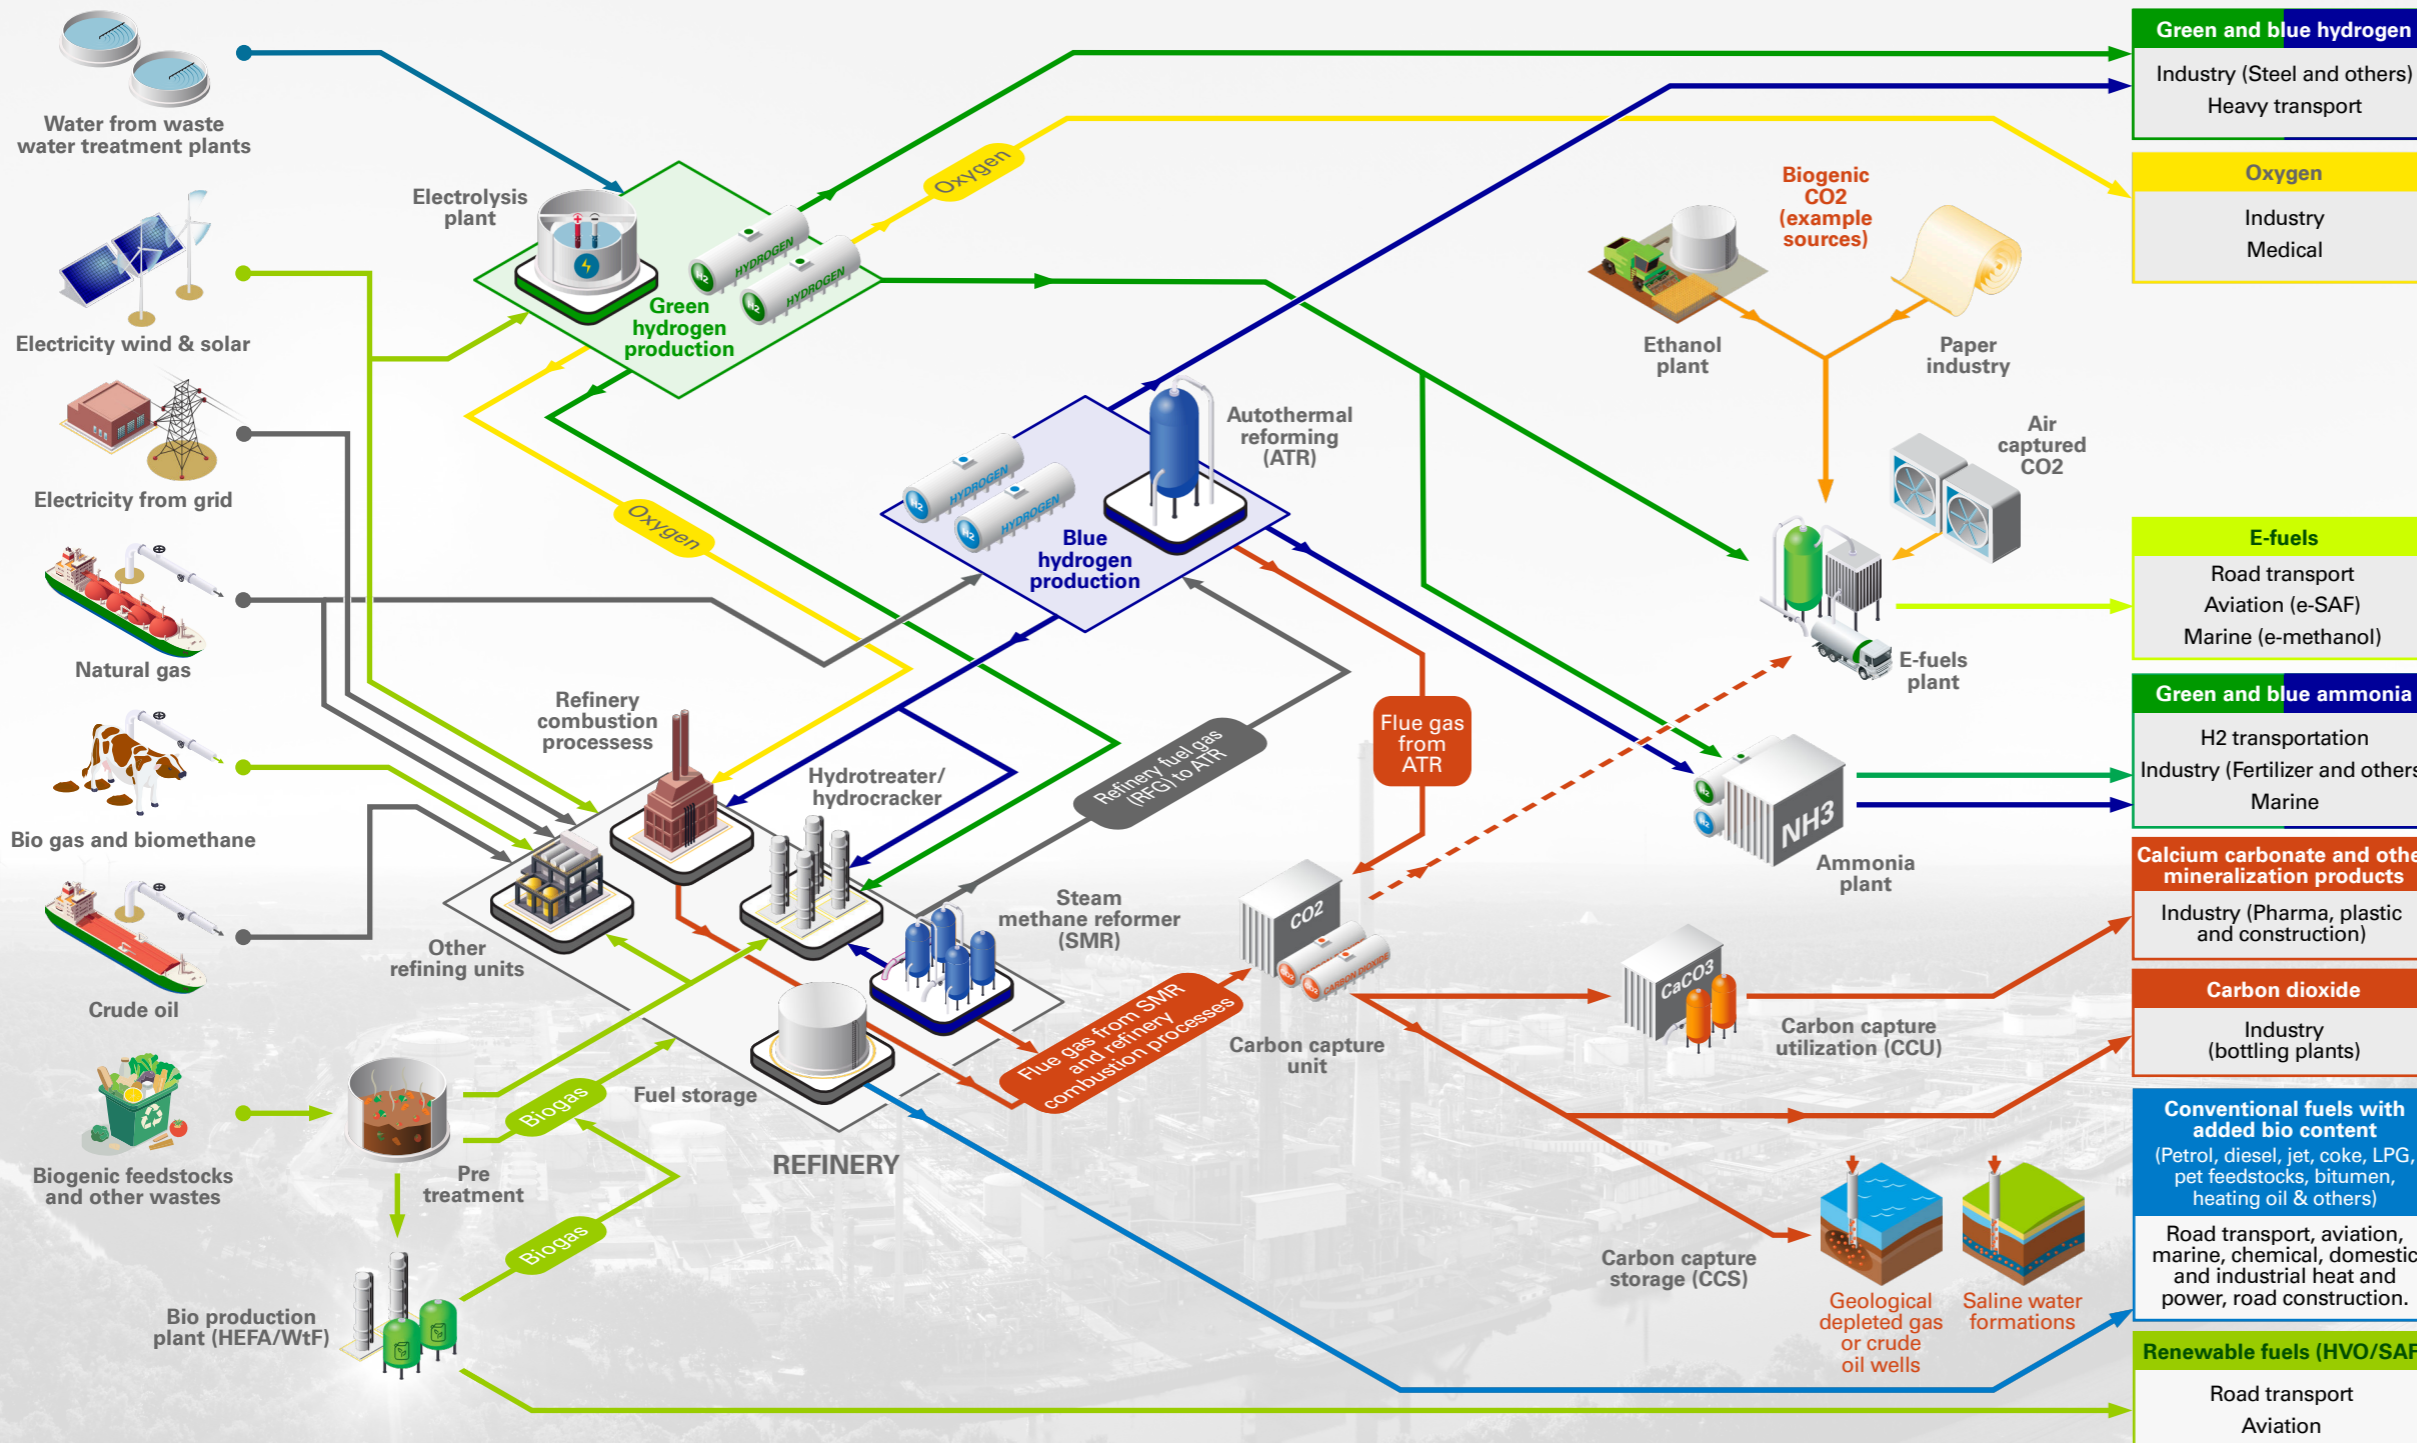 Water from waste
water treatment plants
Electricity wind & solar
Electricity from grid
Natural gas
Bio gas and biomethane
Crude oil
Biogenic feedstocks
and other wastes
Pre
treatment
Bio production
plant (HEFA/WtF)
Biogas
Biogas
Electrolysis
plant
HYDROGEN
H2
HYDROGEN
H2
Green
hydrogen
production
Oxygen
Oxygen
Autothermal
reforming
(ATR)
HYDROGEN
H2
HYDROGEN
H2
Blue
hydrogen
production
Refinery
combustion
processess
Hydrotreater/
hydrocracker
Other
refining units
Steam
methane reformer
(SMR)
Fuel storage
REFINERY
Refinery fuel gas
(RFG) to ATR
Flue gas
from
ATR
Flue gas from SMR
and refinery
combustion processes
CO2
CARBON DIOXIDE
Carbon capture
unit
CaCO3
Carbon capture
utilization (CCU)
Carbon capture
storage (CCS)
Geological
depleted gas
or crude
oil wells
Saline water
formations
Biogenic
CO2
(example
sources)
Ethanol
plant
Paper
industry
Air
captured
CO2
E-fuels
plant
H2
H2
NH3
Ammonia
plant
Green and blue hydrogen
Industry (Steel and others)
Heavy transport
Oxygen
Industry
Medical
E-fuels
Road transport
Aviation (e-SAF)
Marine (e-methanol)
Green and blue ammonia
H2 transportation
Industry (Fertilizer and others
Marine
Calcium carbonate and othe
mineralization products
Industry (Pharma, plastic
and construction)
Carbon dioxide
Industry
(bottling plants)
Conventional fuels with
added bio content
(Petrol, diesel, jet, coke, LPG,
pet feedstocks, bitumen,
heating oil & others)
Road transport, aviation,
marine, chemical, domestic
and industrial heat and
power, road construction.
Renewable fuels (HVO/SAF
Road transport
Aviation